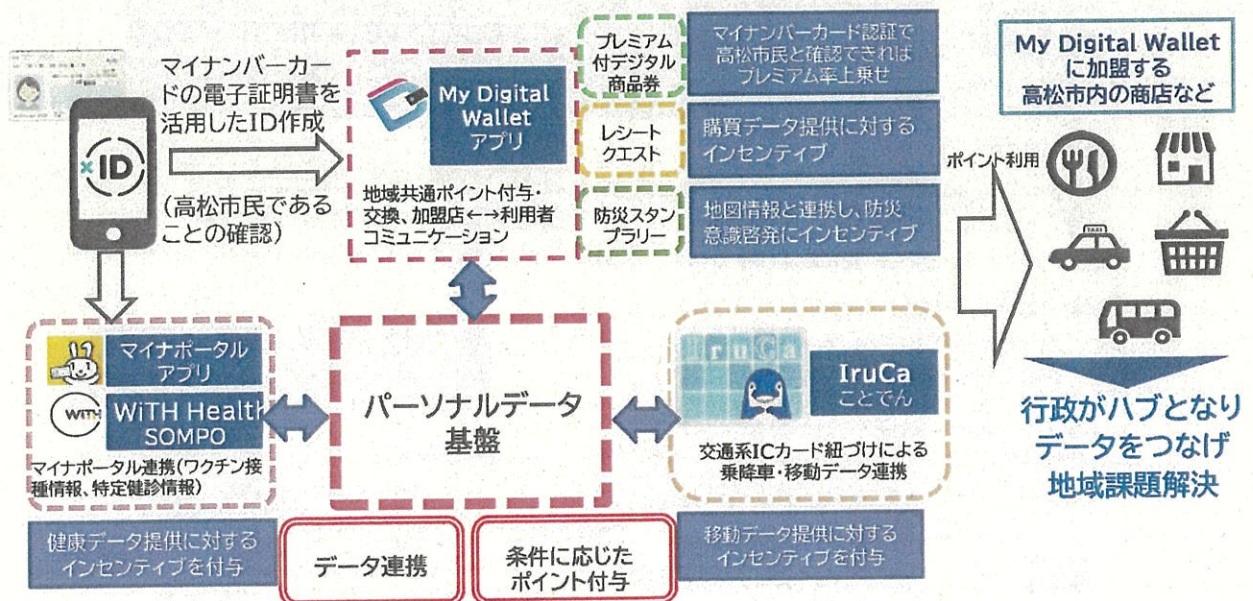 マイナンバーカー
ドの電子証明書を
活用したID作成
xID
(高松市民である
ことの確認)
My Digital
Wallet
アプリ
地域共通ポイント付与・
交換、加盟店←→利用者
コミュニケーション
プレミアム
付デジタル
商品券
マイナンバーカード認証で
高松市民と確認できれば
プレミアム率上乗せ
レシート
クエスト
購買データ提供に対する
インセンティブ
防災スタン
プラリー
地図情報と連携し、防災
意識啓発にインセンティブ
ポイント利用
My Digital Wallet
に加盟する
高松市内の商店など
TAXI
行政がハブとなり
データをつなげ
地域課題解決
マイナポータル
アプリ
WiTH
WiTH Health
SOMPO
マイナポータル連携(ワクチン接
種情報、特定健診情報)
パーソナルデータ
基盤
IruCa
IruCa
ことでん
交通系ICカード紐づけによる
乗降車・移動データ連携
健康データ提供に対する
インセンティブを付与
データ連携
条件に応じた
ポイント付与
移動データ提供に対する
インセンティブを付与